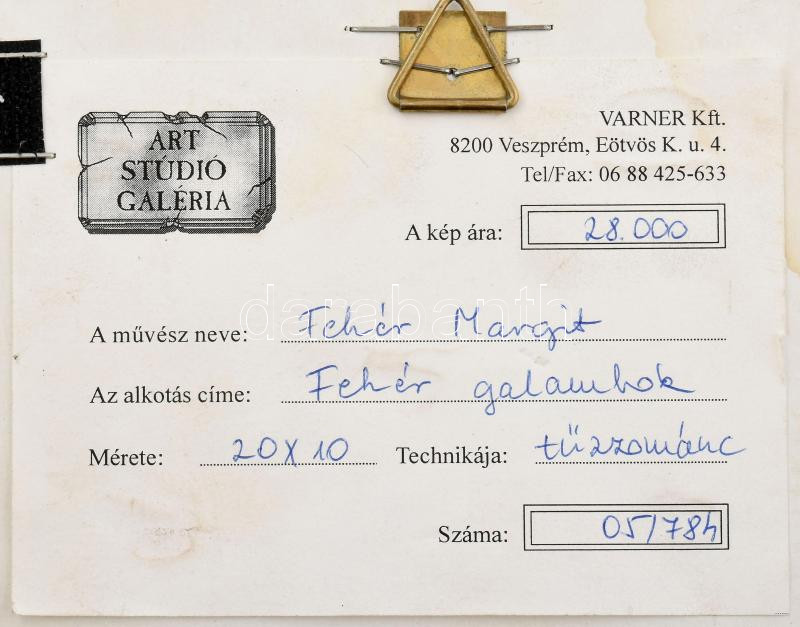 ART
STÚDIÓ
GALÉRIA
VARNER Kft.
8200 Veszprém, Eötvös K. u. 4.
Tel/Fax: 06 88 425-633
A kép ára: 28.000
darabanth
A művész neve: Fehér Margit
Az alkotás címe: Fehér galambok
Mérete: 20X10 Technikája: tűzzománc
Száma: 05/784